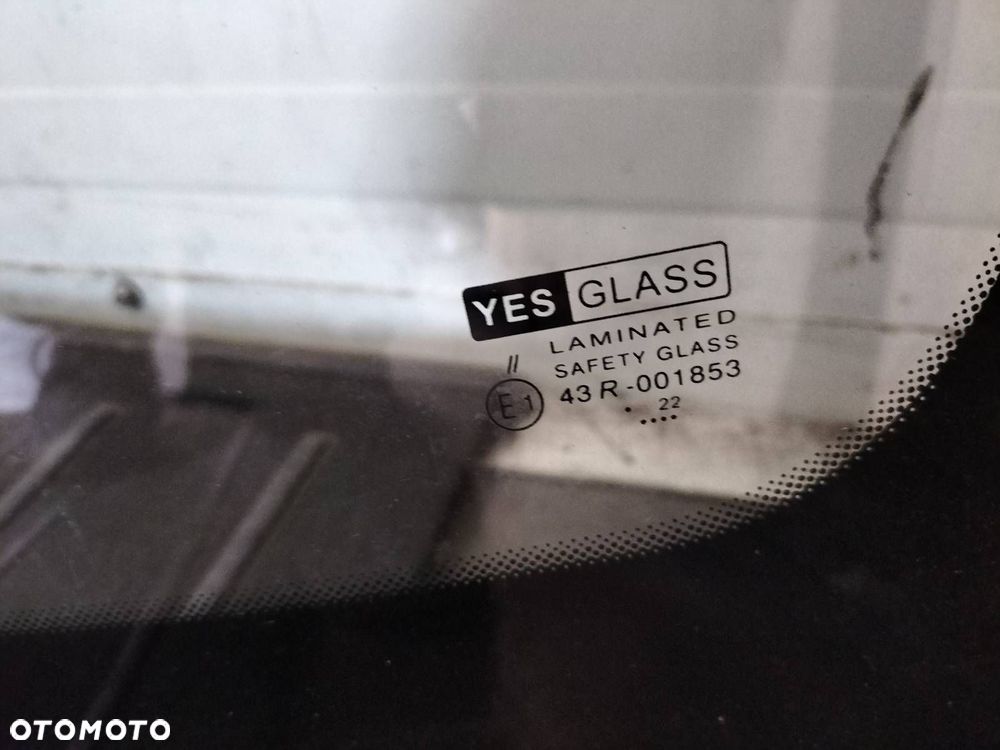 YES GLASS
LAMINATED
SAFETY GLASS
II
E1
43 R -001853
22
OTOMOTO